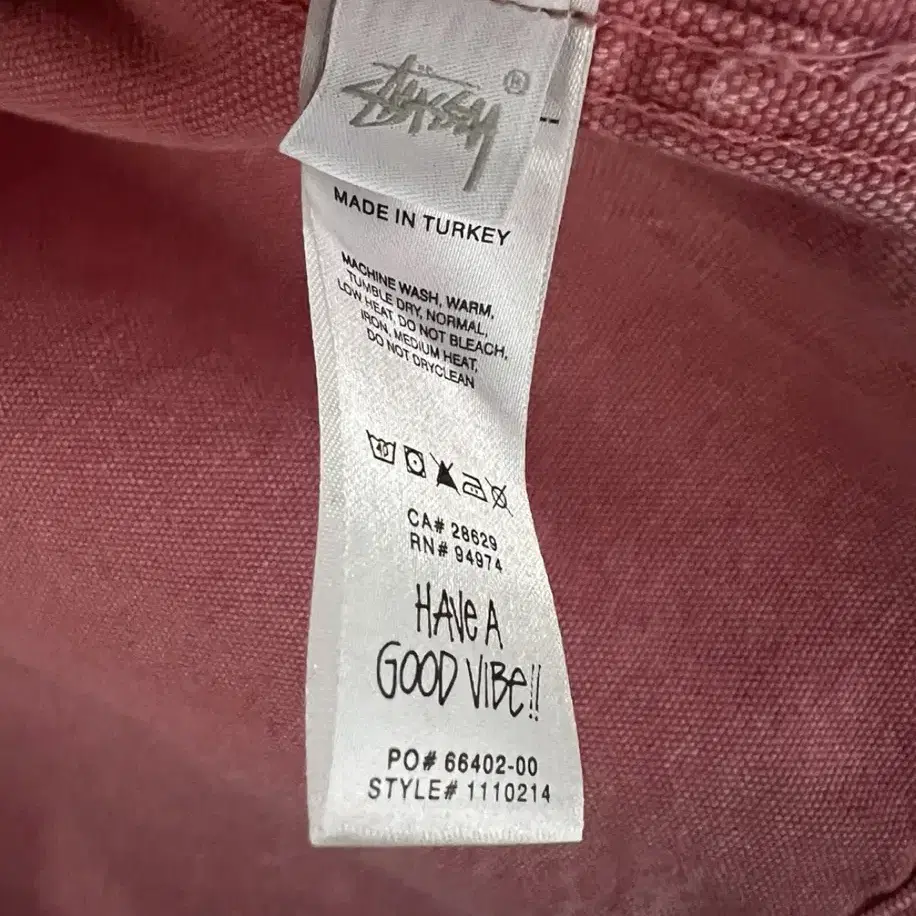 Stüssy ®
MADE IN TURKEY
MACHINE WASH, WARM,
TUMBLE DRY, NORMAL,
LOW HEAT, DO NOT BLEACH,
IRON, MEDIUM HEAT,
DO NOT DRYCLEAN
40
CA# 28629
RN# 94974
HAVe A
GOOD VIBe!!
PO# 66402-00
STYLE# 1110214